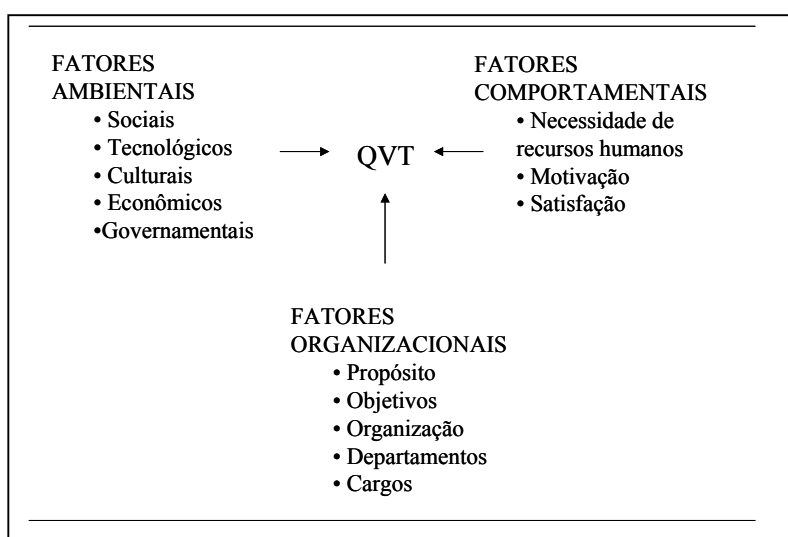 FATORES
AMBIENTAIS
• Sociais
• Tecnológicos
• Culturais
• Econômicos
•Governamentais
QVT
FATORES
COMPORTAMENTAIS
• Necessidade de
recursos humanos
• Motivação
• Satisfação
FATORES
ORGANIZACIONAIS
• Propósito
• Objetivos
• Organização
• Departamentos
• Cargos